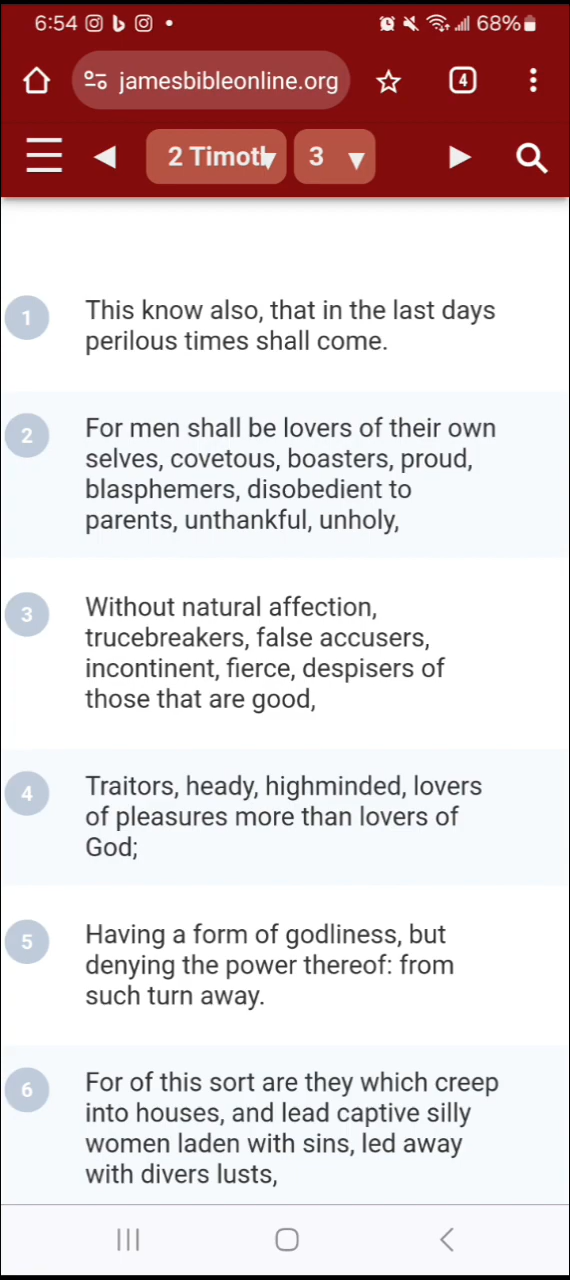 6:54 68%
jamesbibleonline.org 4
2 Timoth 3
1 This know also, that in the last days
perilous times shall come.
2 For men shall be lovers of their own
selves, covetous, boasters, proud,
blasphemers, disobedient to
parents, unthankful, unholy,
3 Without natural affection,
trucebreakers, false accusers,
incontinent, fierce, despisers of
those that are good,
4 Traitors, heady, highminded, lovers
of pleasures more than lovers of
God;
5 Having a form of godliness, but
denying the power thereof: from
such turn away.
6 For of this sort are they which creep
into houses, and lead captive silly
women laden with sins, led away
with divers lusts,